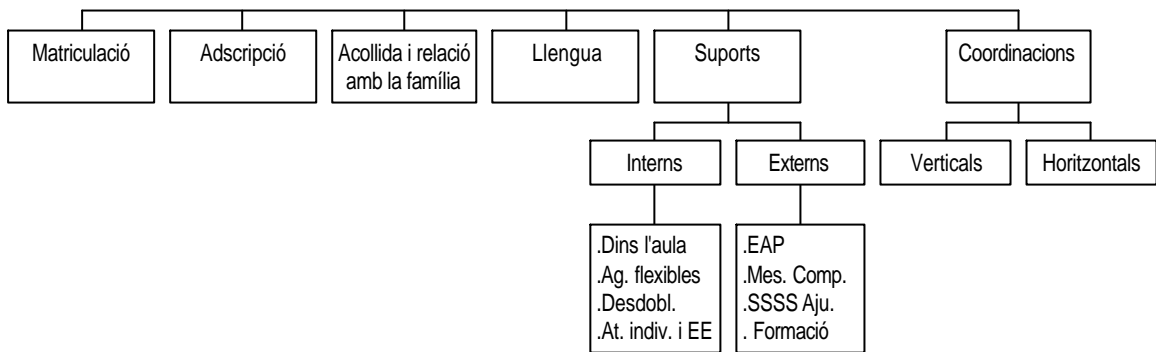 Matriculació
Adscripció
Acollida i relació
amb la família
Llengua
Suports
Coordinacions
Interns
Externs
Verticals
Horitzontals
.Dins l'aula
.Ag. flexibles
.Desdobl.
.At. indiv. i EE
.EAP
.Mes. Comp.
.SSSS Aju.
. Formació